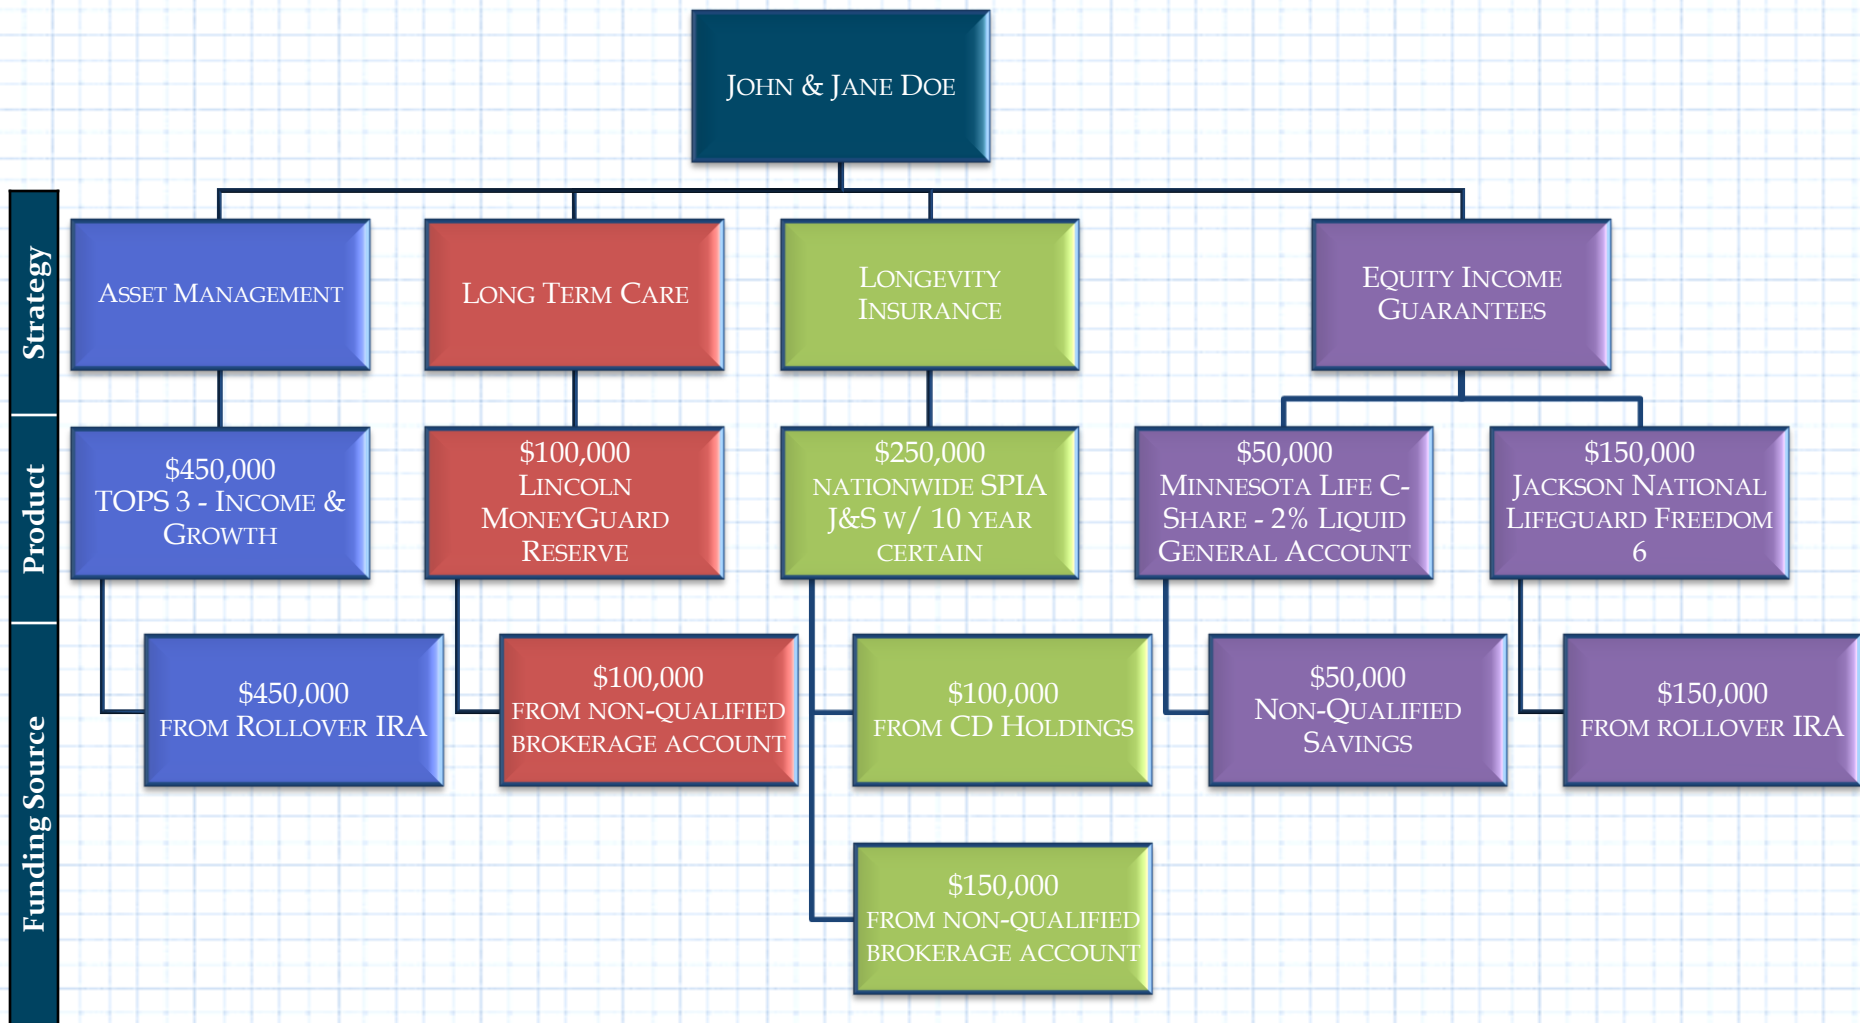 John & Jane Doe
Strategy
Asset Management
Long Term Care
Longevity
Insurance
Equity Income
Guarantees
Product
$450,000
TOPS 3 - Income &
Growth
$100,000
Lincoln
MoneyGuard
Reserve
$250,000
nationwide SPIA
J&S w/ 10 year
certain
$50,000
Minnesota Life C-
Share - 2% Liquid
General Account
$150,000
Jackson National
Lifeguard Freedom
6
Funding Source
$450,000
from Rollover IRA
$100,000
from non-qualified
brokerage account
$100,000
from CD Holdings
$50,000
Non-Qualified
Savings
$150,000
from rollover IRA
$150,000
from non-qualified
brokerage account